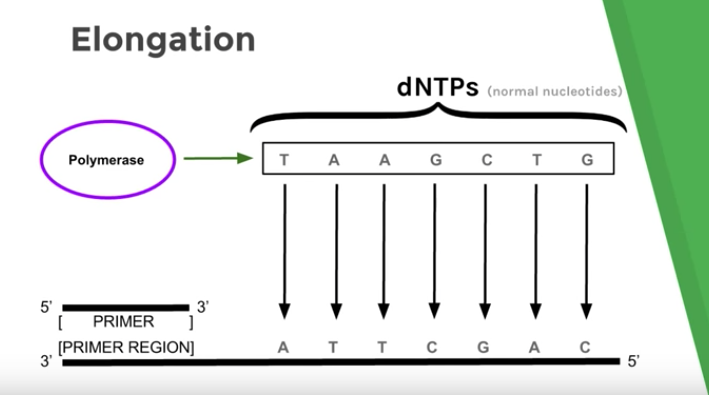 Elongation
dNTPs (normal nucleotides)
Polymerase
T A A G C T G
5' 3'
[ PRIMER ]
[PRIMER REGION] A T T C G A C
3' 5'